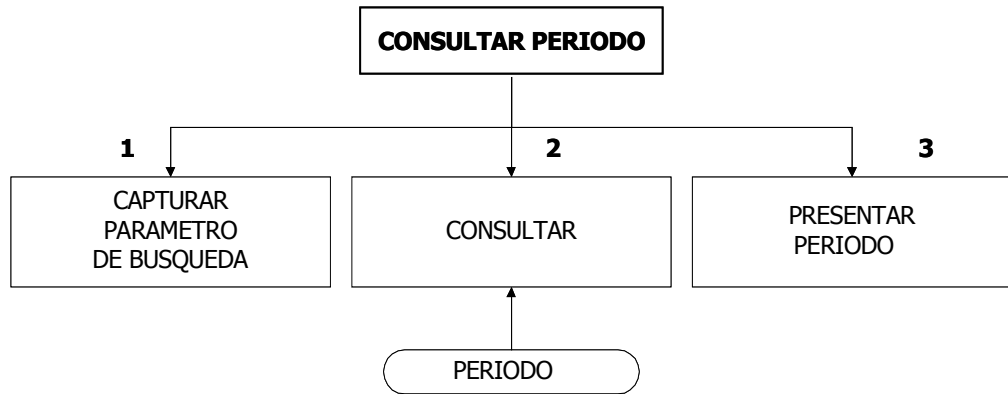 CONSULTAR PERIODO
1
2
3
CAPTURAR
PARAMETRO
DE BUSQUEDA
CONSULTAR
PRESENTAR
PERIODO
PERIODO